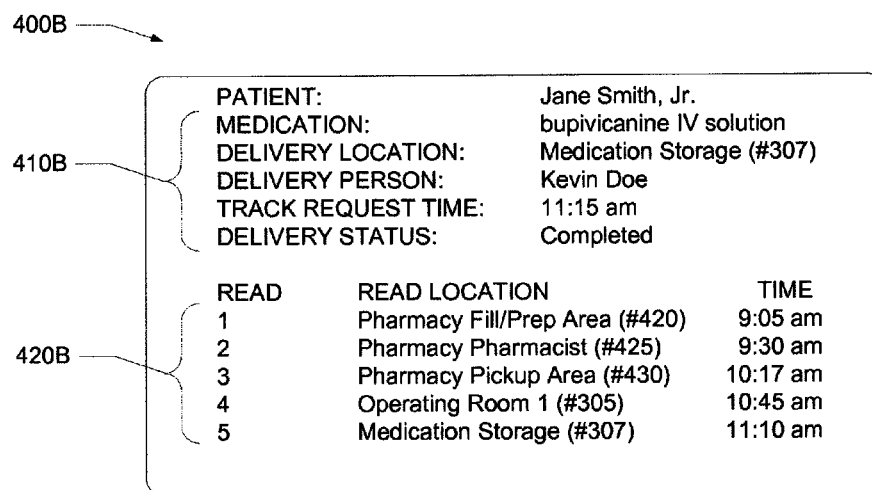 400B
PATIENT: Jane Smith, Jr.
MEDICATION: bupivicanine IV solution
410B
DELIVERY LOCATION: Medication Storage (#307)
DELIVERY PERSON: Kevin Doe
TRACK REQUEST TIME: 11:15 am
DELIVERY STATUS: Completed
READ READ LOCATION TIME
1 Pharmacy Fill/Prep Area (#420) 9:05 am
2 Pharmacy Pharmacist (#425) 9:30 am
420B
3 Pharmacy Pickup Area (#430) 10:17 am
4 Operating Room 1 (#305) 10:45 am
5 Medication Storage (#307) 11:10 am